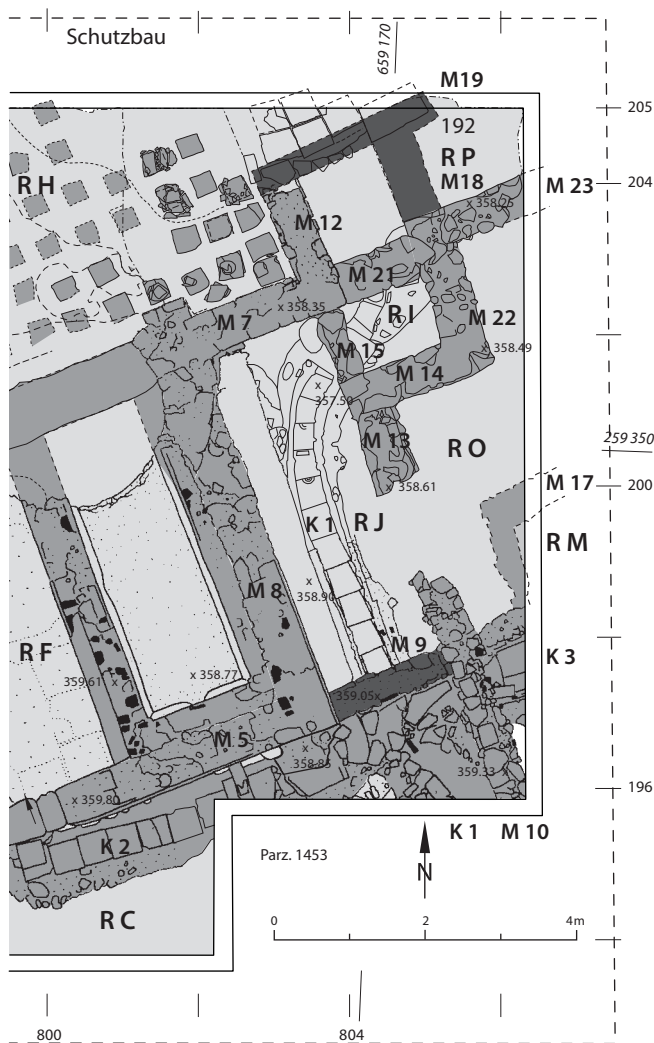 Schutzbau
659 170
M19
205
192
R P
R H
M18
M 23
204
358.25
M 12
M 21
R I
358.35
M 7
M 22
M 15
358.49
M 14
357.50
M 13
R O
259 350
358.61
M 17
200
K 1
R J
R M
M 8
358.90
R F
M 9
K 3
358.77
359.61
359.05
M 5
358.85
359.33
359.80
196
K 1
M 10
K 2
Parz. 1453
N
R C
0
2
4m
800
804